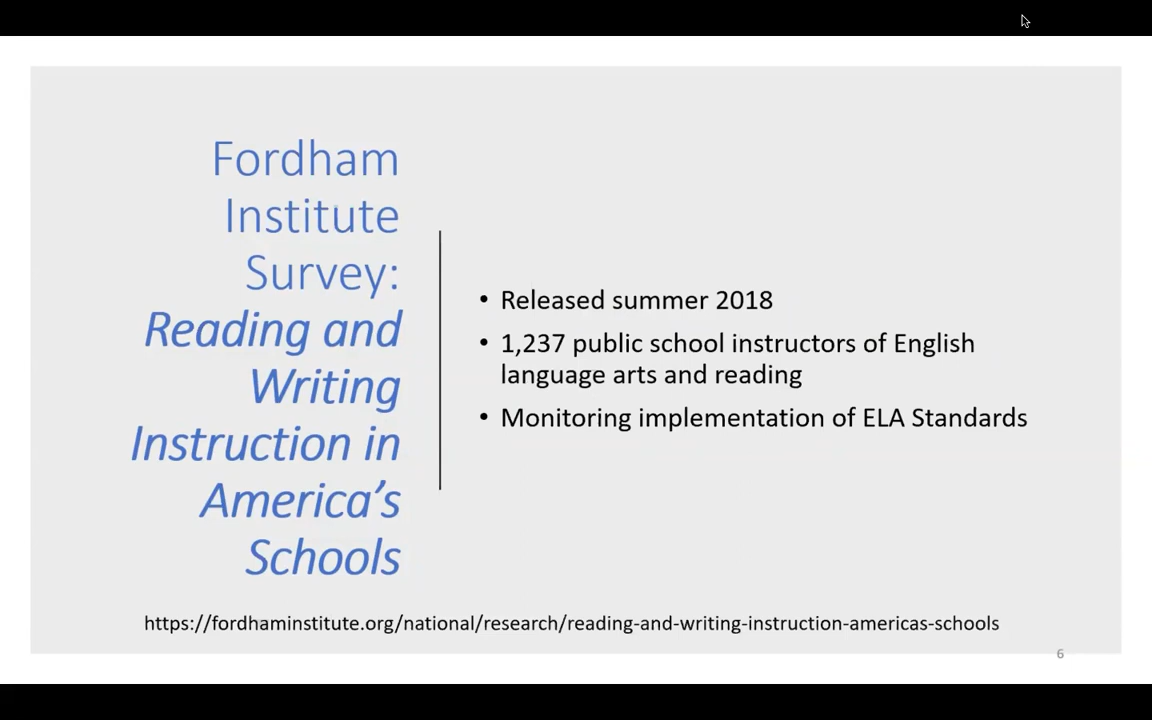 Fordham
Institute
Survey:
Reading and
Writing
Instruction in
America’s
Schools
• Released summer 2018
• 1,237 public school instructors of English
language arts and reading
• Monitoring implementation of ELA Standards
https://fordhaminstitute.org/national/research/reading-and-writing-instruction-americas-schools
6